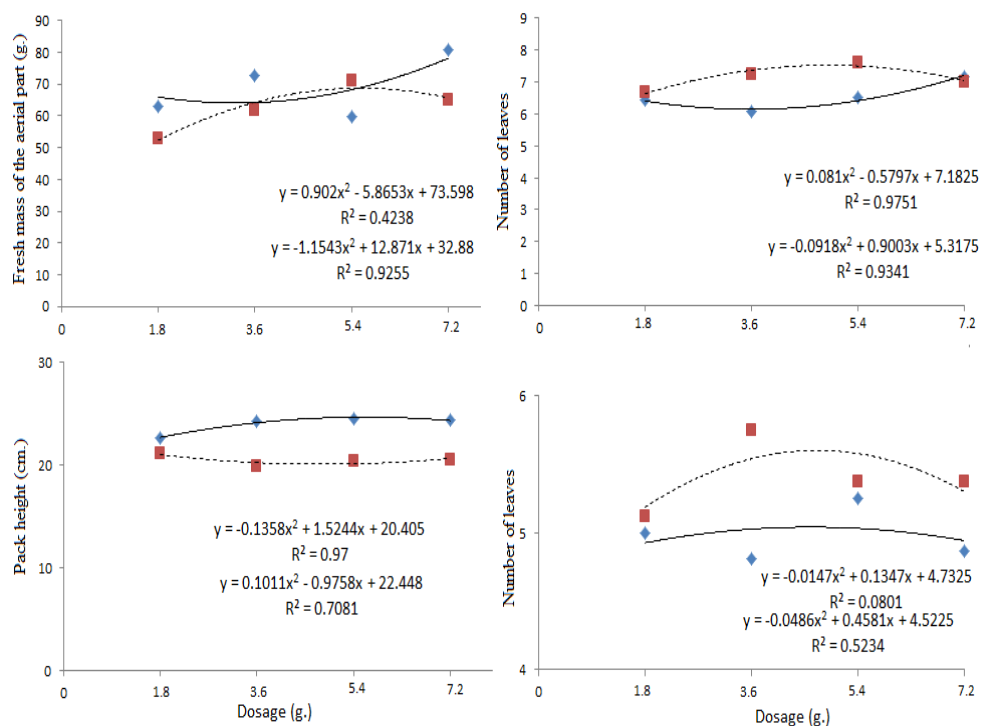 Fresh mass of the aerial part (g.)
90
80
70
60
50
40
30
20
10
0
y = 0.902x² - 5.8653x + 73.598
R² = 0.4238
y = -1.1543x² + 12.871x + 32.88
R² = 0.9255
0 1.8 3.6 5.4 7.2
Number of leaves
9
8
7
6
5
4
3
2
1
0
y = 0.081x² - 0.5797x + 7.1825
R² = 0.9751
y = -0.0918x² + 0.9003x + 5.3175
R² = 0.9341
0 1.8 3.6 5.4 7.2
Pack height (cm.)
30
20
10
0
y = -0.1358x² + 1.5244x + 20.405
R² = 0.97
y = 0.1011x² - 0.9758x + 22.448
R² = 0.7081
0 1.8 3.6 5.4 7.2
Dosage (g.)
Number of leaves
6
5
4
y = -0.0147x² + 0.1347x + 4.7325
R² = 0.0801
y = -0.0486x² + 0.4581x + 4.5225
R² = 0.5234
0 1.8 3.6 5.4 7.2
Dosage (g.)